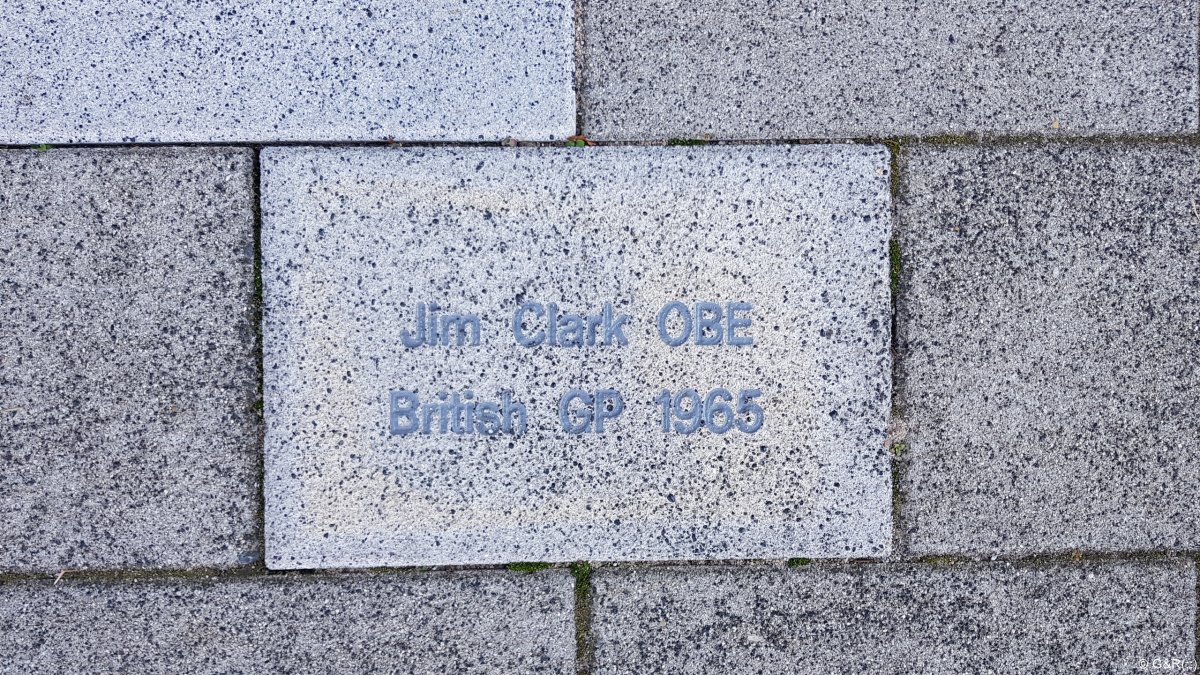 Jim Clark OBE
British GP 1965